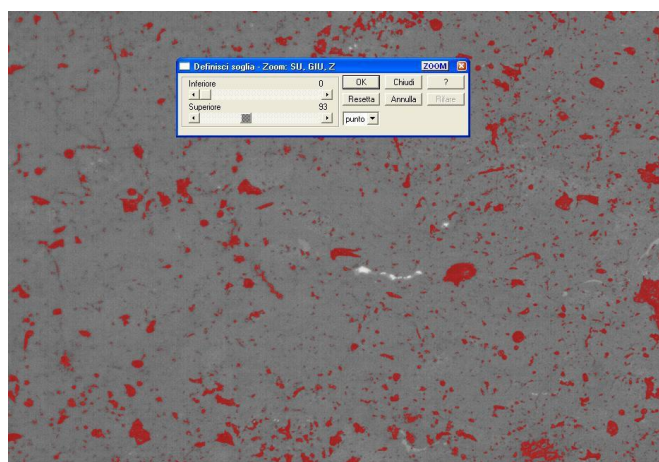 Definisci soglia - Zoom: SU, GIU, Z ZOOM
Inferiore 0
OK Chiudi ?
Superiore 93
Resetta Annulla Rifare
punto